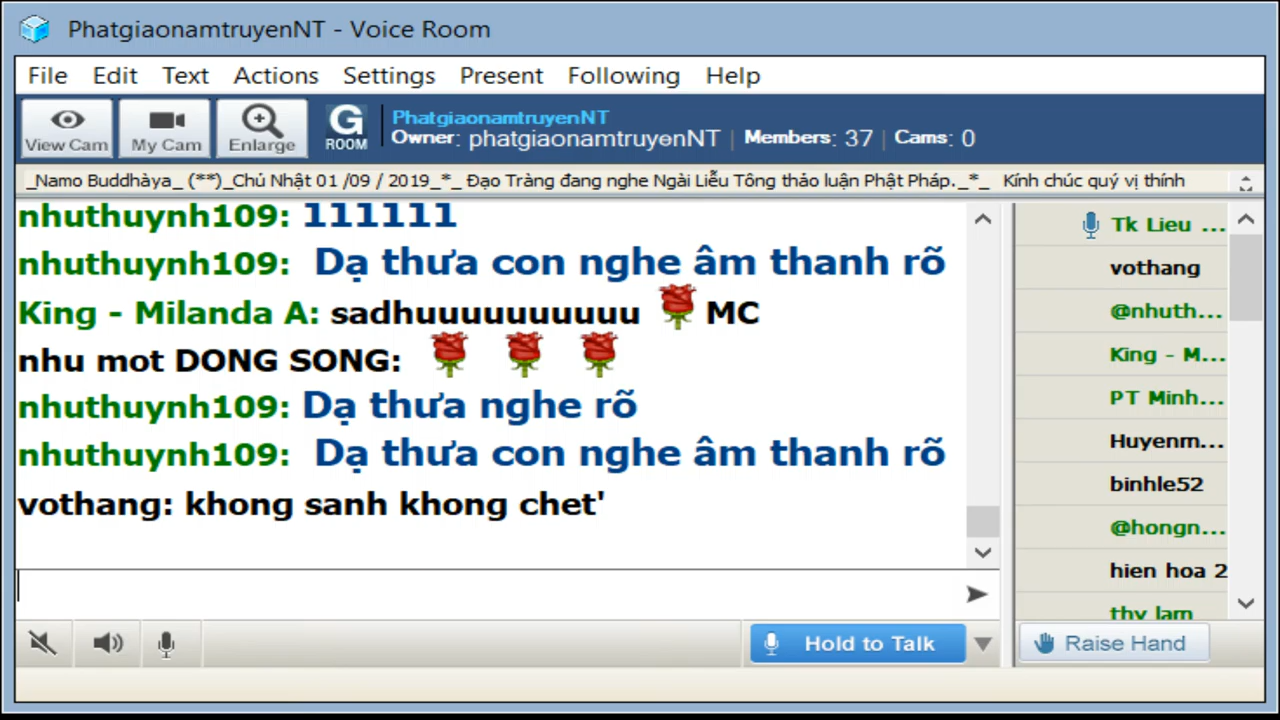 PhatgiaonamtruyenNT - Voice Room
File Edit Text Actions Settings Present Following Help
View Cam My Cam Enlarge G ROOM
PhatgiaonamtruyenNT
Owner: phatgiaonamtruyenNT | Members: 37 | Cams: 0
_Namo Buddhàya_ (**)_Chủ Nhật 01 /09 / 2019_*_ Đạo Tràng đang nghe Ngài Liễu Tông thảo luận Phật Pháp._*_ Kính chúc quý vị thính
nhuthuynh109: 111111
nhuthuynh109: Dạ thưa con nghe âm thanh rõ
King - Milanda A: sadhuuuuuuuuuuu MC
nhu mot DONG SONG:
nhuthuynh109: Dạ thưa nghe rõ
nhuthuynh109: Dạ thưa con nghe âm thanh rõ
vothang: khong sanh khong chet'
Tk Lieu ...
vothang
@nhuth...
King - M...
PT Minh...
Huyenm...
binhle52
@hongn...
hien hoa 2
thy lam
Hold to Talk
Raise Hand